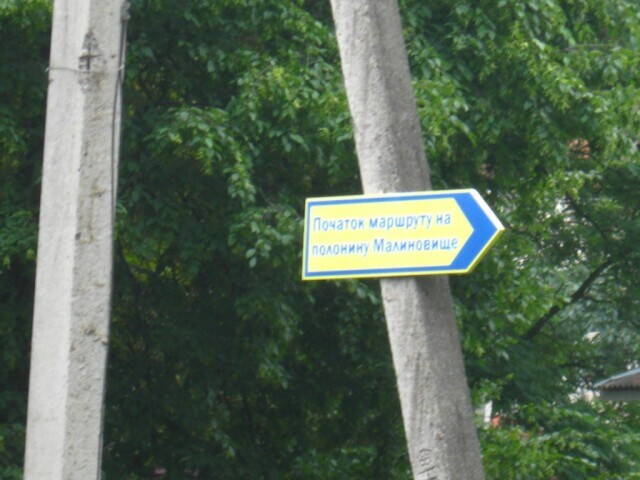 Початок маршруту на
полонину Малиновище